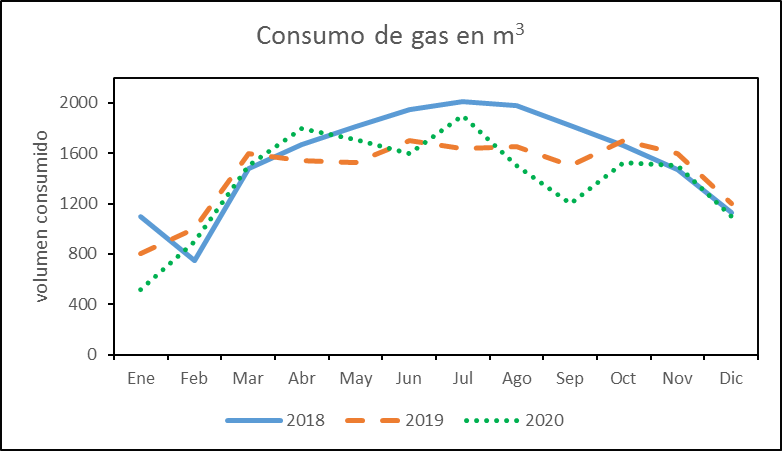 Consumo de gas en m³
volumen consumido
2000
1600
1200
800
400
0
Ene Feb Mar Abr May Jun Jul Ago Sep Oct Nov Dic
2018 2019 2020